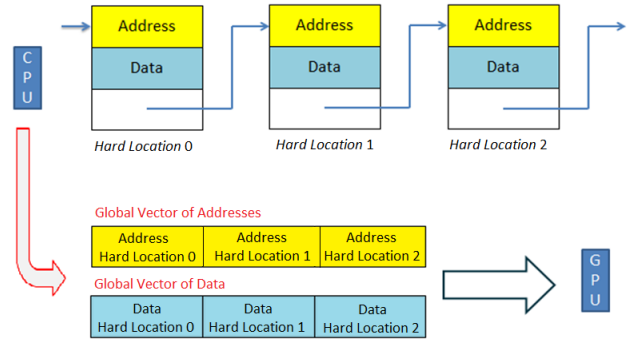 Address
Address
Address
C
P
U
Data
Data
Data
Hard Location 0
Hard Location 1
Hard Location 2
Global Vector of Addresses
Address
Hard Location 0
Address
Hard Location 1
Address
Hard Location 2
Global Vector of Data
Data
Hard Location 0
Data
Hard Location 1
Data
Hard Location 2
G
P
U